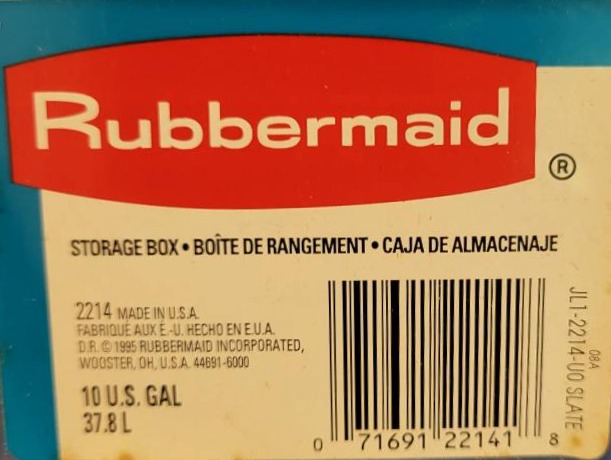 Rubbermaid®
STORAGE BOX • BOÎTE DE RANGEMENT • CAJA DE ALMACENAJE
2214 MADE IN U.S.A.
FABRIQUÉ AUX É.-U. HECHO EN E.U.A.
D.R. © 1995 RUBBERMAID INCORPORATED,
WOOSTER, OH, U.S.A. 44691-6000
10 U.S. GAL
37.8 L
0 71691 22141 8
08A
JL1-2214-U0 SLATE